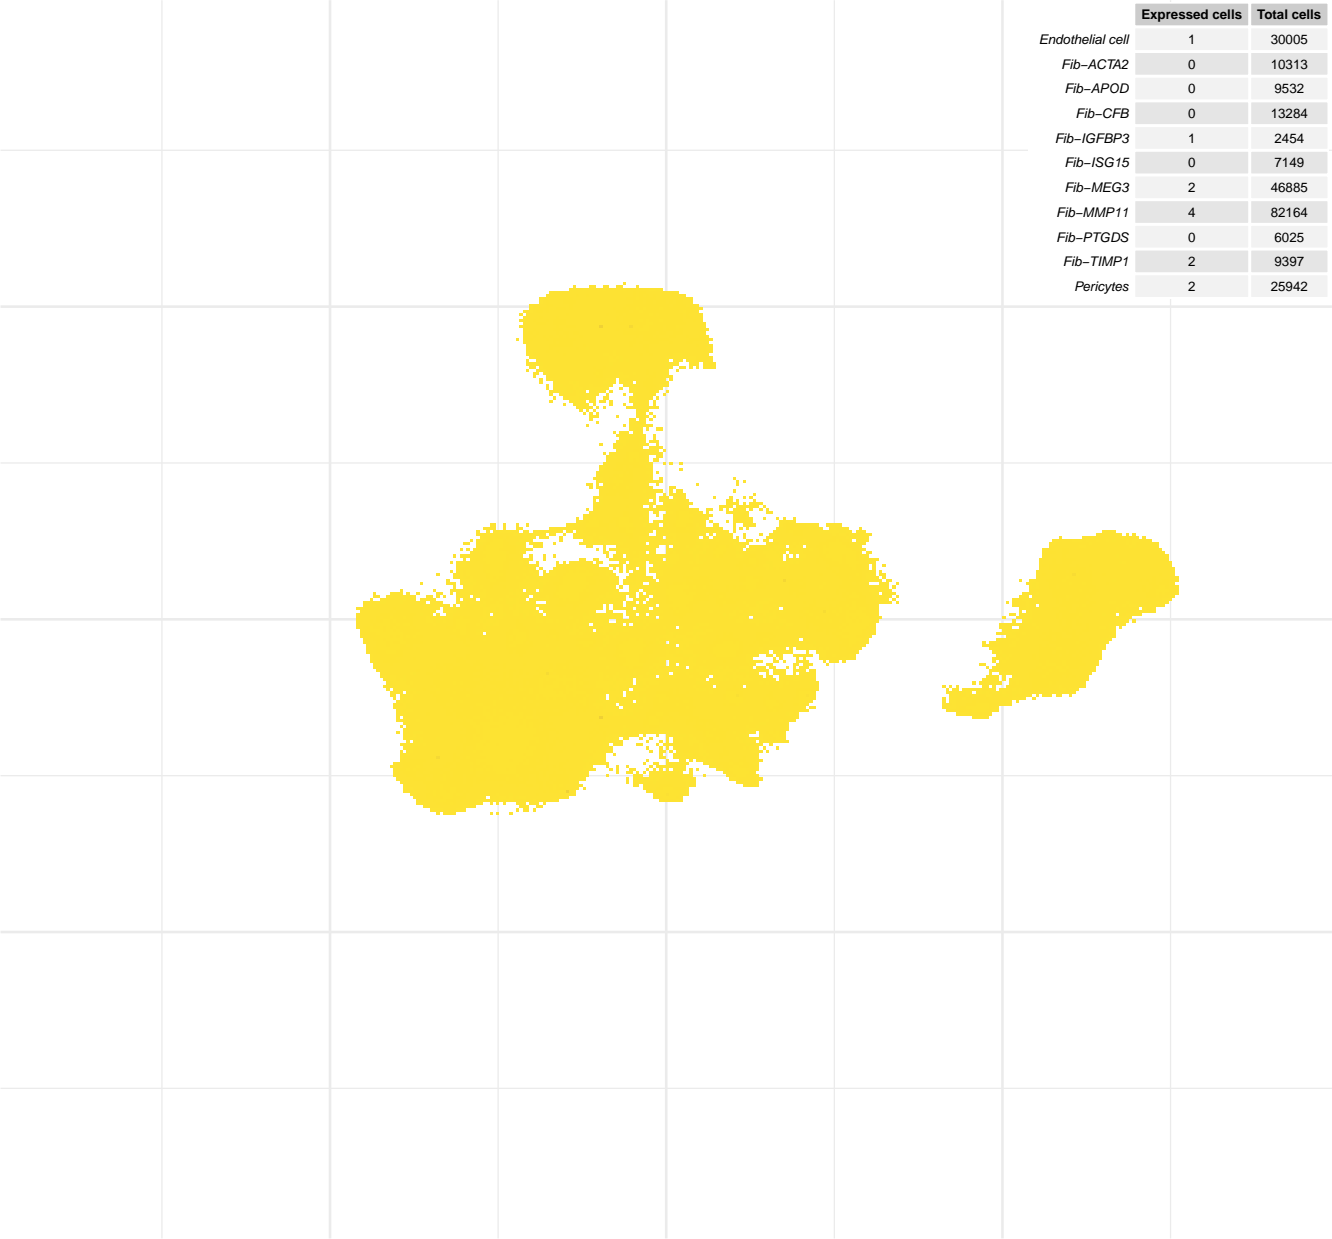 Expressed cells Total cells
Endothelial cell 1 30005
Fib−ACTA2 0 10313
Fib−APOD 0 9532
Fib−CFB 0 13284
Fib−IGFBP3 1 2454
Fib−ISG15 0 7149
Fib−MEG3 2 46885
Fib−MMP11 4 82164
Fib−PTGDS 0 6025
Fib−TIMP1 2 9397
Pericytes 2 25942